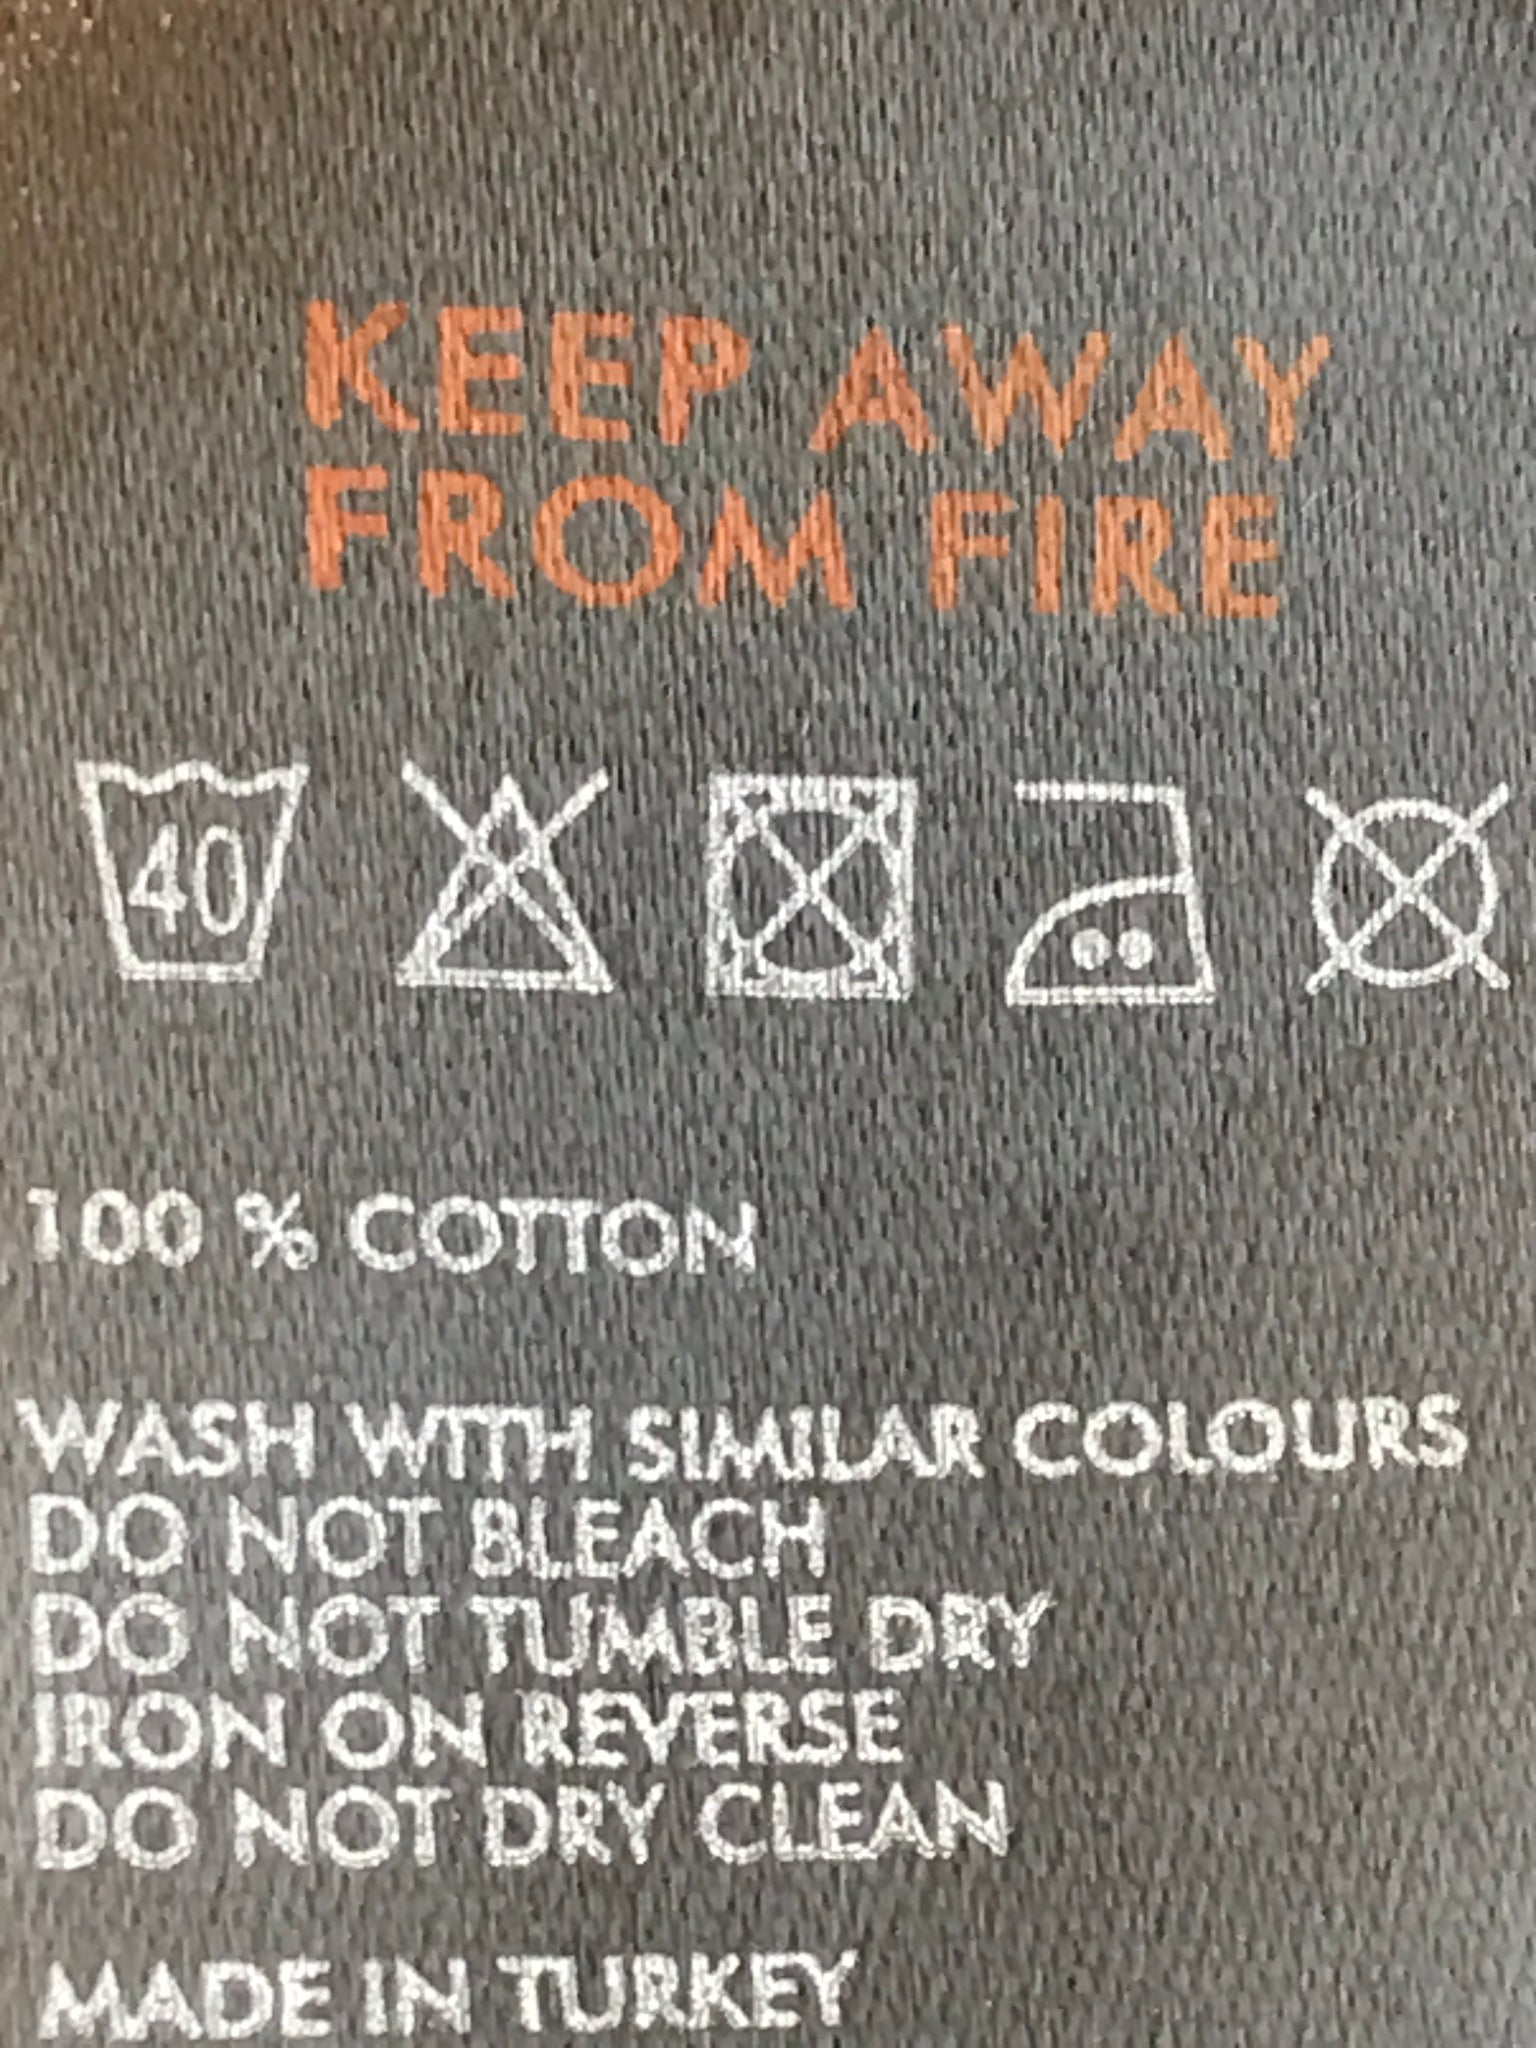 KEEP AWAY
FROM FIRE
40
100 % COTTON
WASH WITH SIMILAR COLOURS
DO NOT BLEACH
DO NOT TUMBLE DRY
IRON ON REVERSE
DO NOT DRY CLEAN
MADE IN TURKEY